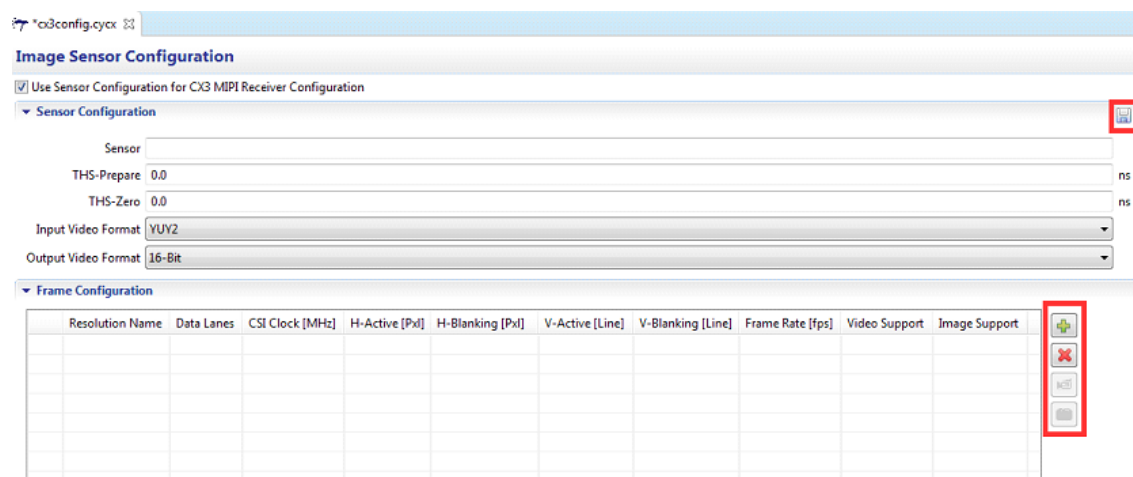 *cx3config.cycx
Image Sensor Configuration
Use Sensor Configuration for CX3 MIPI Receiver Configuration
Sensor Configuration
Sensor
THS-Prepare 0.0 ns
THS-Zero 0.0 ns
Input Video Format YUY2
Output Video Format 16-Bit
Frame Configuration
Resolution Name Data Lanes CSI Clock [MHz] H-Active [Pxl] H-Blanking [Pxl] V-Active [Line] V-Blanking [Line] Frame Rate [fps] Video Support Image Support